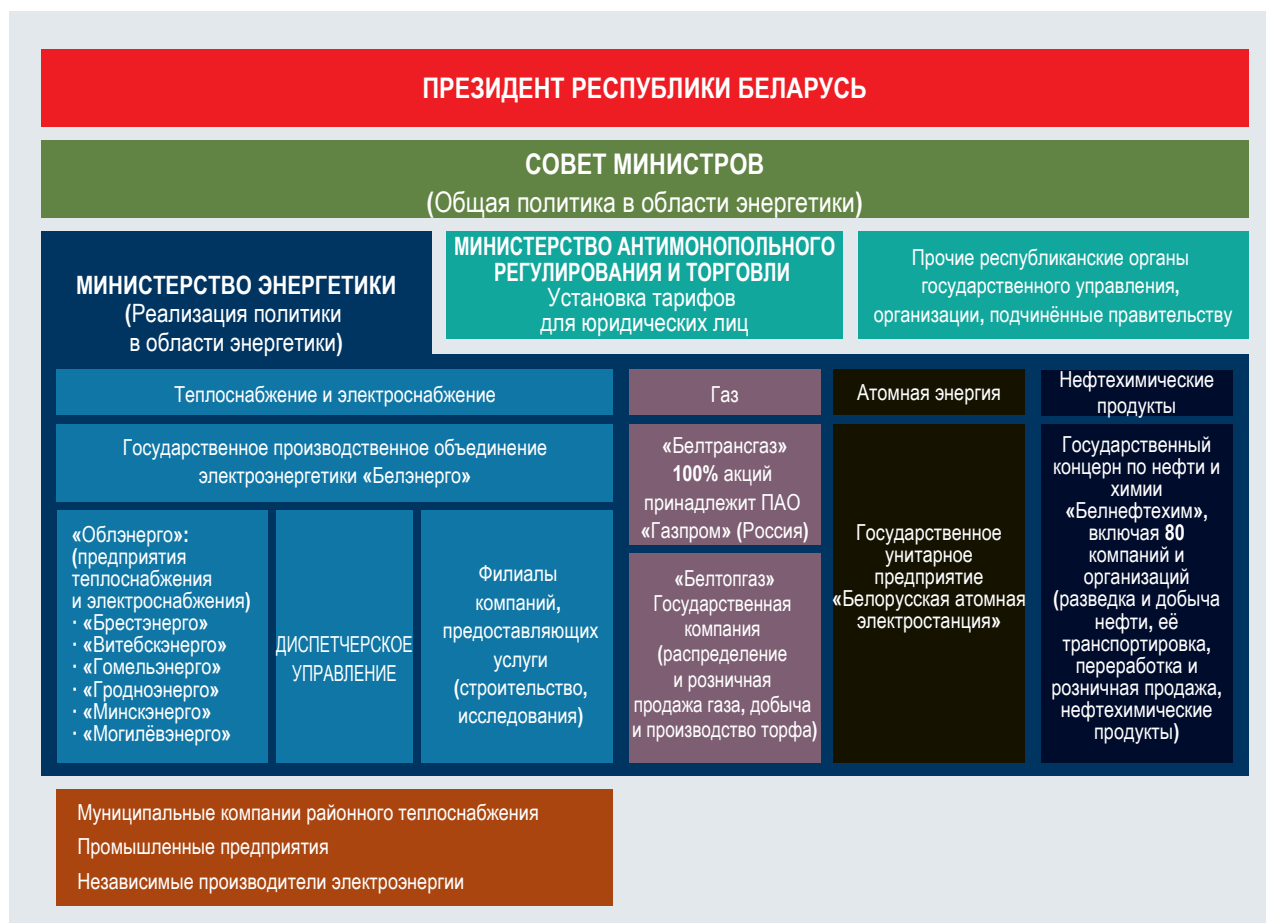 ПРЕЗИДЕНТ РЕСПУБЛИКИ БЕЛАРУСЬ
СОВЕТ МИНИСТРОВ
(Общая политика в области энергетики)
МИНИСТЕРСТВО ЭНЕРГЕТИКИ
(Реализация политики
в области энергетики)
МИНИСТЕРСТВО АНТИМОНОПОЛЬНОГО
РЕГУЛИРОВАНИЯ И ТОРГОВЛИ
Установка тарифов
для юридических лиц
Прочие республиканские органы
государственного управления,
организации, подчинённые правительству
Теплоснабжение и электроснабжение
Газ
Атомная энергия
Нефтехимические
продукты
Государственное производственное объединение
электроэнергетики «Белэнерго»
«Облэнерго»:
(предприятия
теплоснабжения
и электроснабжения)
· «Брестэнерго»
· «Витебскэнерго»
· «Гомельэнерго»
· «Гродноэнерго»
· «Минскэнерго»
· «Могилёвэнерго»
ДИСПЕТЧЕРСКОЕ
УПРАВЛЕНИЕ
Филиалы
компаний,
предоставляющих
услуги
(строительство,
исследования)
«Белтрансгаз»
100% акций
принадлежит ПАО
«Газпром» (Россия)
«Белтопгаз»
Государственная
компания
(распределение
и розничная
продажа газа, добыча
и производство торфа)
Государственное
унитарное
предприятие
«Белорусская атомная
электростанция»
Государственный
концерн по нефти и
химии
«Белнефтехим»,
включая 80
компаний и
организаций
(разведка и добыча
нефти, её
транспортировка,
переработка и
розничная продажа,
нефтехимические
продукты)
Муниципальные компании районного теплоснабжения
Промышленные предприятия
Независимые производители электроэнергии